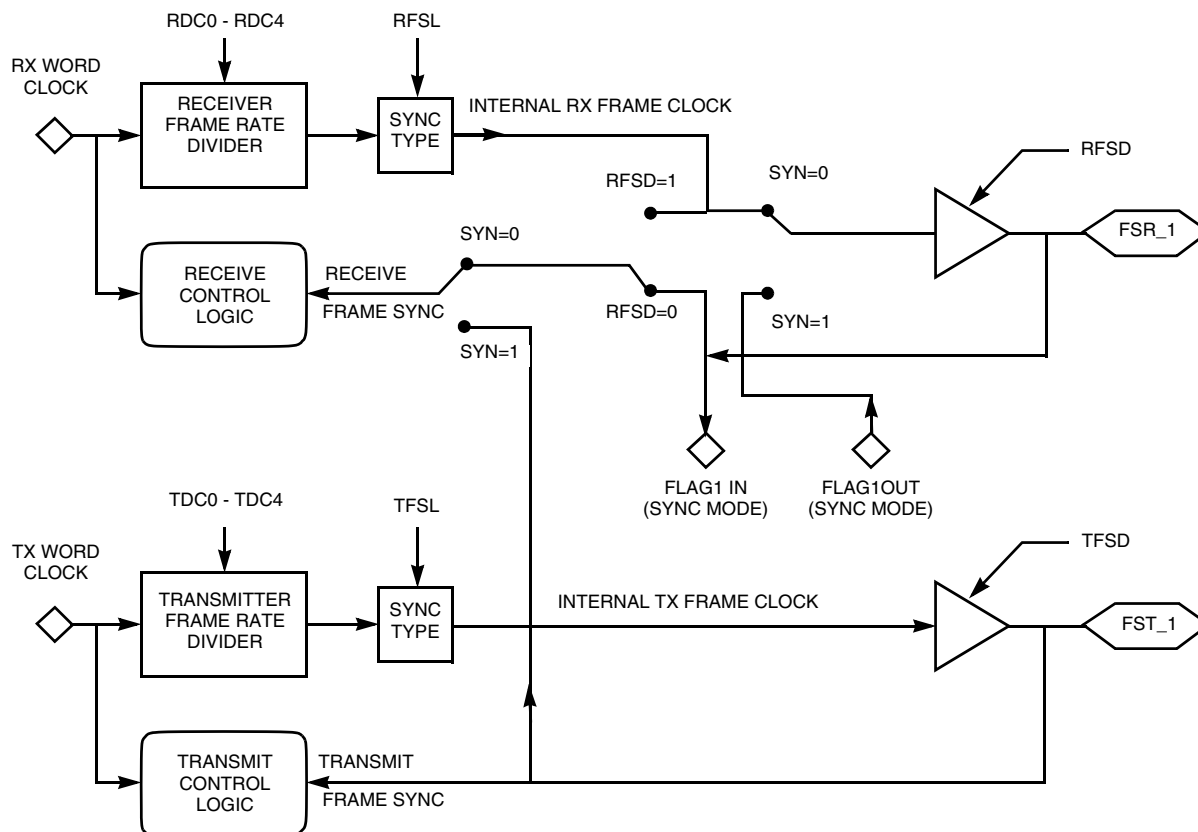 RDC0 - RDC4
RFSL
RX WORD
CLOCK
RECEIVER
FRAME RATE
DIVIDER
SYNC
TYPE
INTERNAL RX FRAME CLOCK
RFSD
RFSD=1
SYN=0
FSR_1
SYN=0
RECEIVE
CONTROL
LOGIC
RECEIVE
FRAME SYNC
RFSD=0
SYN=1
SYN=1
FLAG1 IN
(SYNC MODE)
FLAG1OUT
(SYNC MODE)
TDC0 - TDC4
TFSL
TX WORD
CLOCK
TRANSMITTER
FRAME RATE
DIVIDER
SYNC
TYPE
INTERNAL TX FRAME CLOCK
TFSD
FST_1
TRANSMIT
CONTROL
LOGIC
TRANSMIT
FRAME SYNC